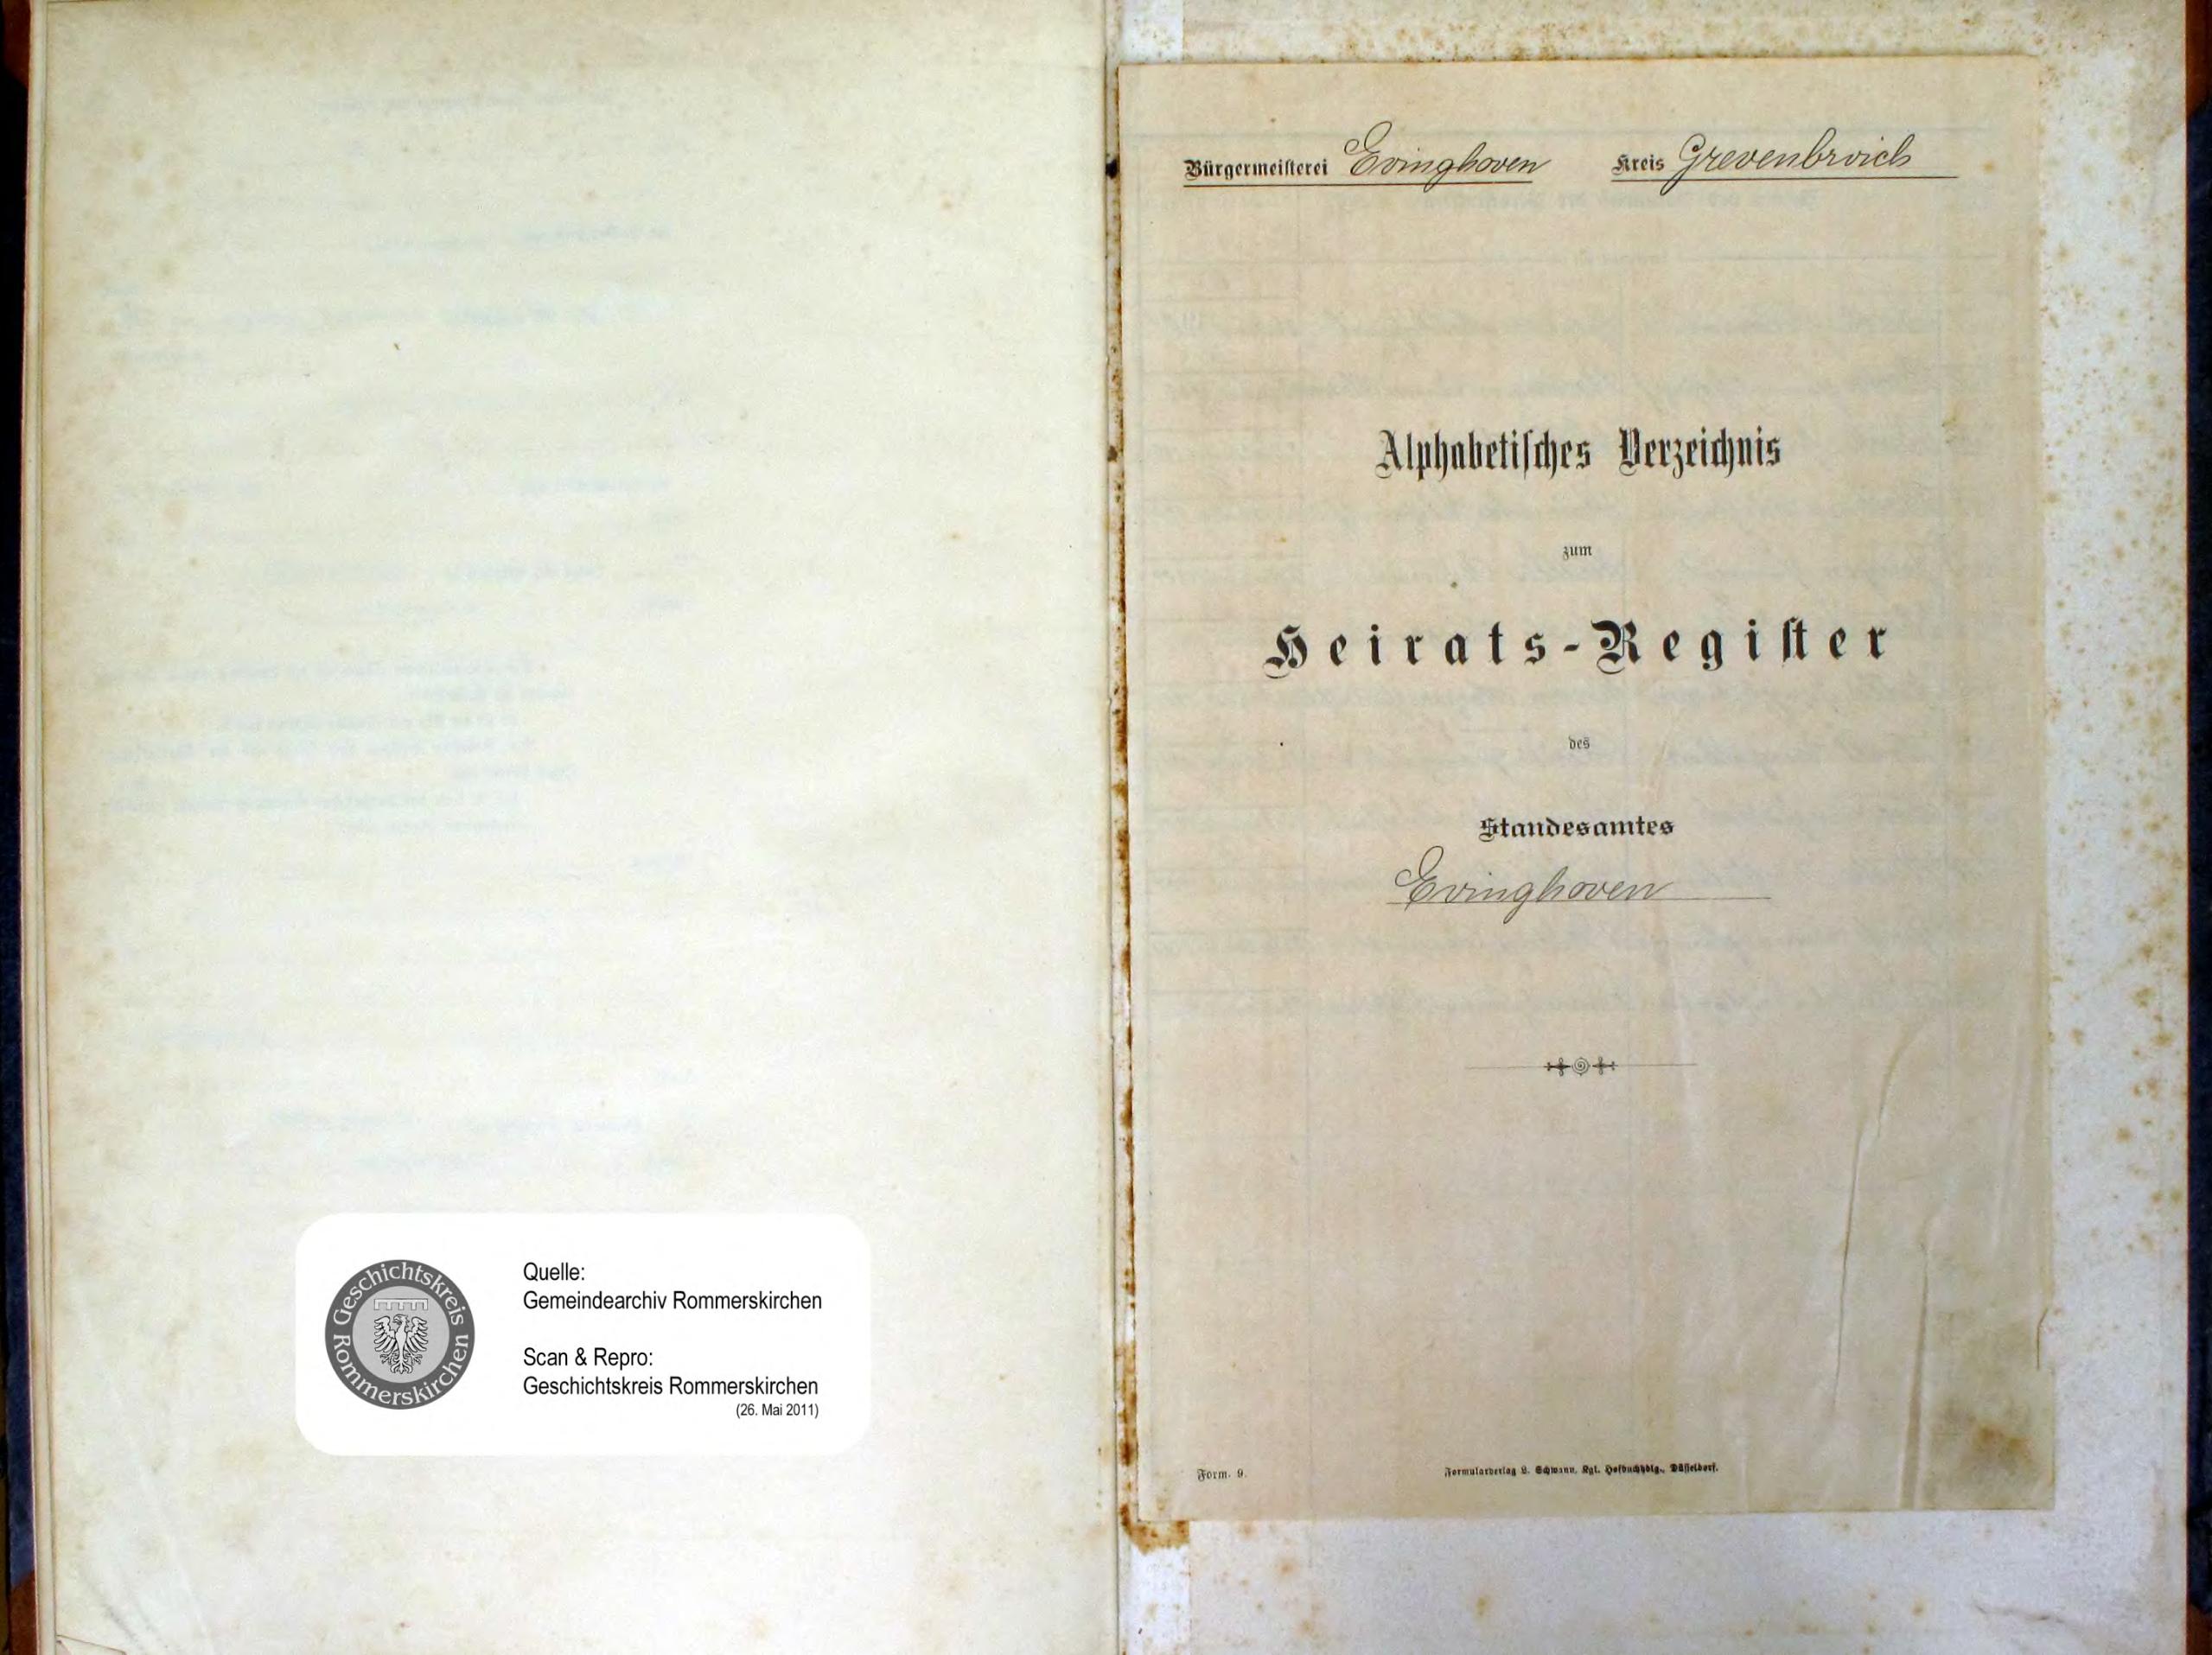 Geschichtskreis
Rommerskirchen
Quelle:
Gemeindearchiv Rommerskirchen
Scan & Repro:
Geschichtskreis Rommerskirchen
(26. Mai 2011)
Bürgermeiſterei Evinghoven Kreis Grevenbroich
Alphabetiſches Verzeichnis
zum
Heirats-Regiſter
des
Standesamtes
Evinghoven
Form. 9.
Formularverlag L. Schwann, Kgl. Hofbuchhdlg., Düſſeldorf.